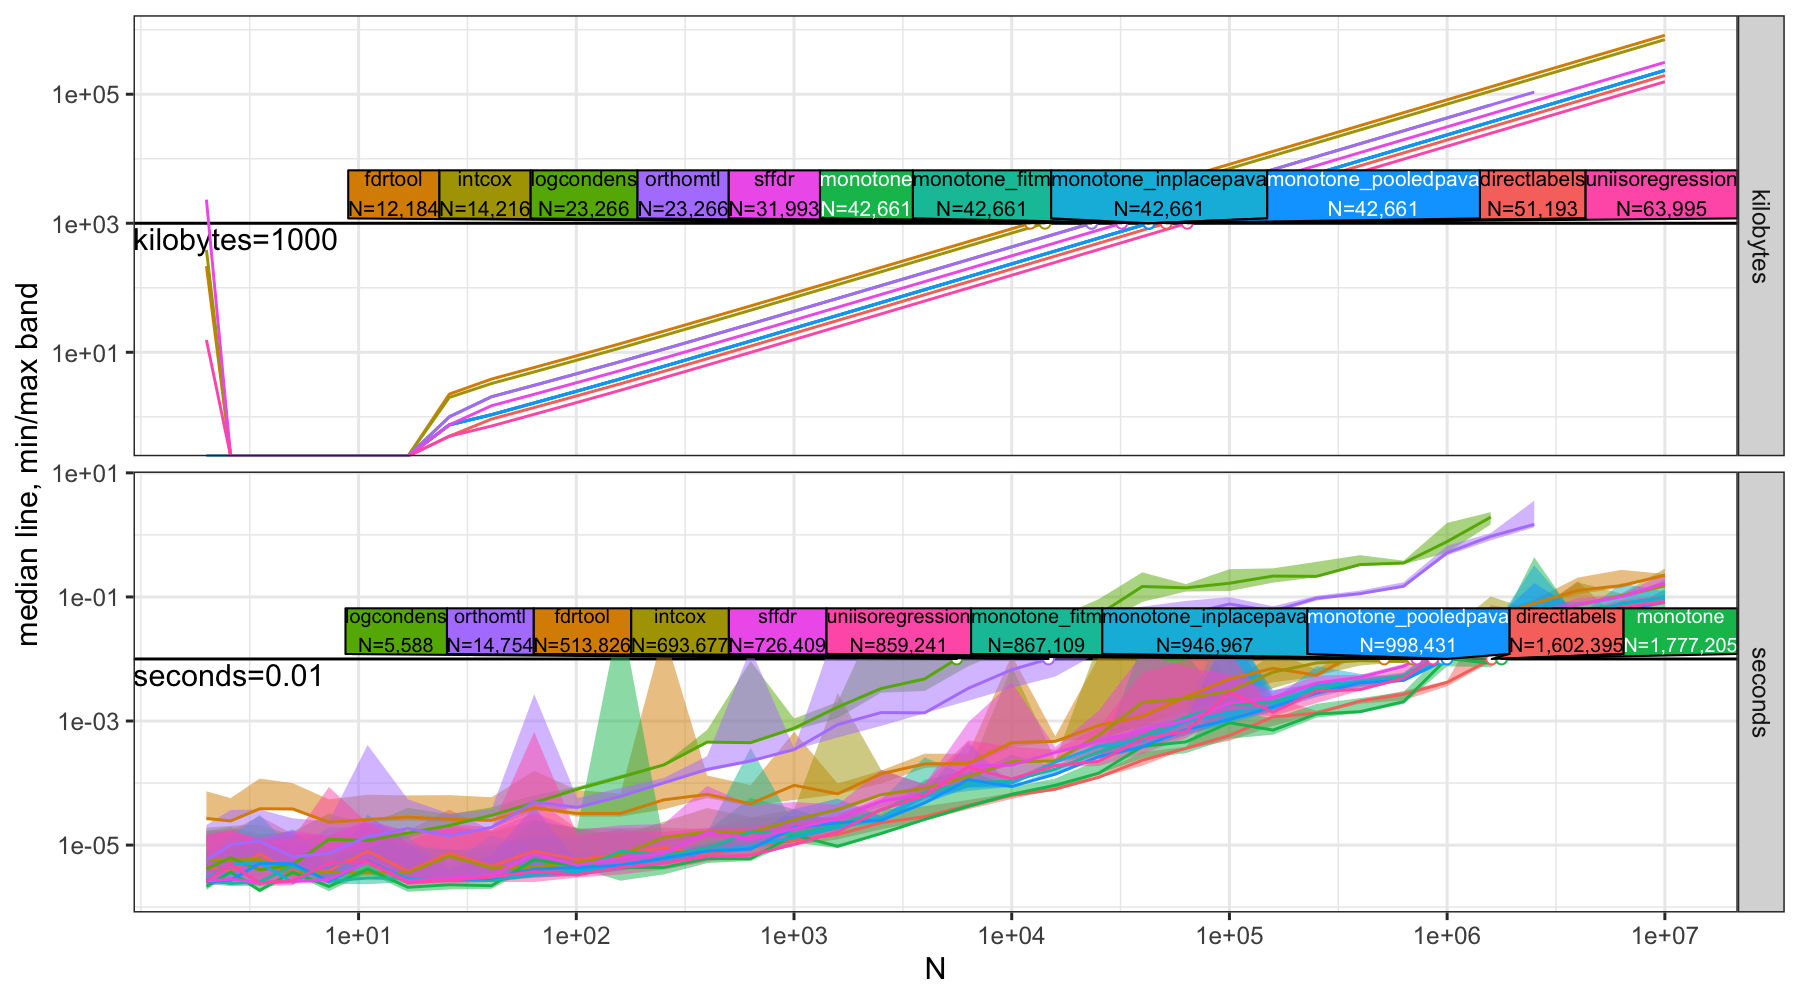 median line, min/max band
1e+05
1e+03
1e+01
fdrtool
N=12,184
intcox
N=14,216
logcondens
N=23,266
orthomtl
N=23,266
sffdr
N=31,993
monotone
N=42,661
monotone_fitm
N=42,661
monotone_inplacepava
N=42,661
monotone_pooledpava
N=42,661
directlabels
N=51,193
uniisoregression
N=63,995
kilobytes=1000
kilobytes
1e+01
1e-01
1e-03
1e-05
logcondens
N=5,588
orthomtl
N=14,754
fdrtool
N=513,826
intcox
N=693,677
sffdr
N=726,409
uniisoregression
N=859,241
monotone_fitm
N=867,109
monotone_inplacepava
N=946,967
monotone_pooledpava
N=998,431
directlabels
N=1,602,395
monotone
N=1,777,205
seconds=0.01
seconds
1e+01
1e+02
1e+03
1e+04
1e+05
1e+06
1e+07
N